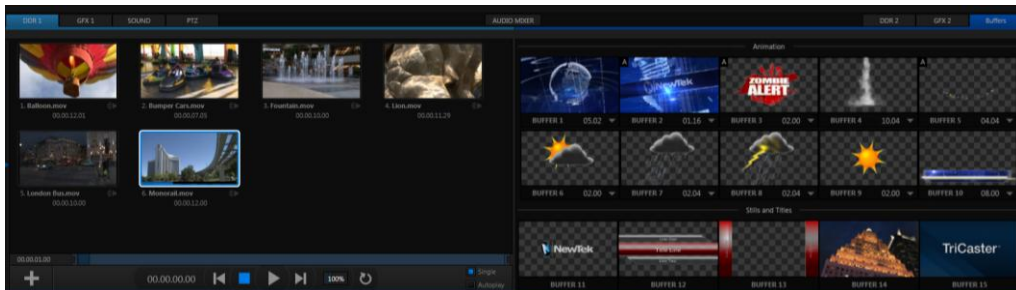 DDR 1 GFX 1 SOUND PTZ AUDIO MIXER DDR 2 GFX 2 Buffers
Animation
1. Balloon.mov 2. Bumper Cars.mov 3. Fountain.mov 4. Lion.mov
00.00.12.01 00.00.07.05 00.00.10.00 00.00.11.29
A A A A
NewTek
ZOMBIE
ALERT
BUFFER 1 05.02 BUFFER 2 01.16 BUFFER 3 02.00 BUFFER 4 10.04 BUFFER 5 04.04
5. London Bus.mov 6. Monorail.mov
00.00.10.00 00.00.12.00
BUFFER 6 02.00 BUFFER 7 02.04 BUFFER 8 02.04 BUFFER 9 02.00 BUFFER 10 08.00
Stills and Titles
NewTek
Title Line
TriCaster
00.00.01.00
00.00.00.00 100% Single
Autoplay
BUFFER 11 BUFFER 12 BUFFER 13 BUFFER 14 BUFFER 15